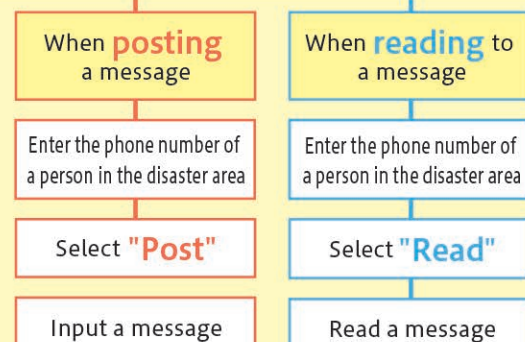 When posting
a message
Enter the phone number of
a person in the disaster area
Select "Post"
Input a message
When reading to
a message
Enter the phone number of
a person in the disaster area
Select "Read"
Read a message